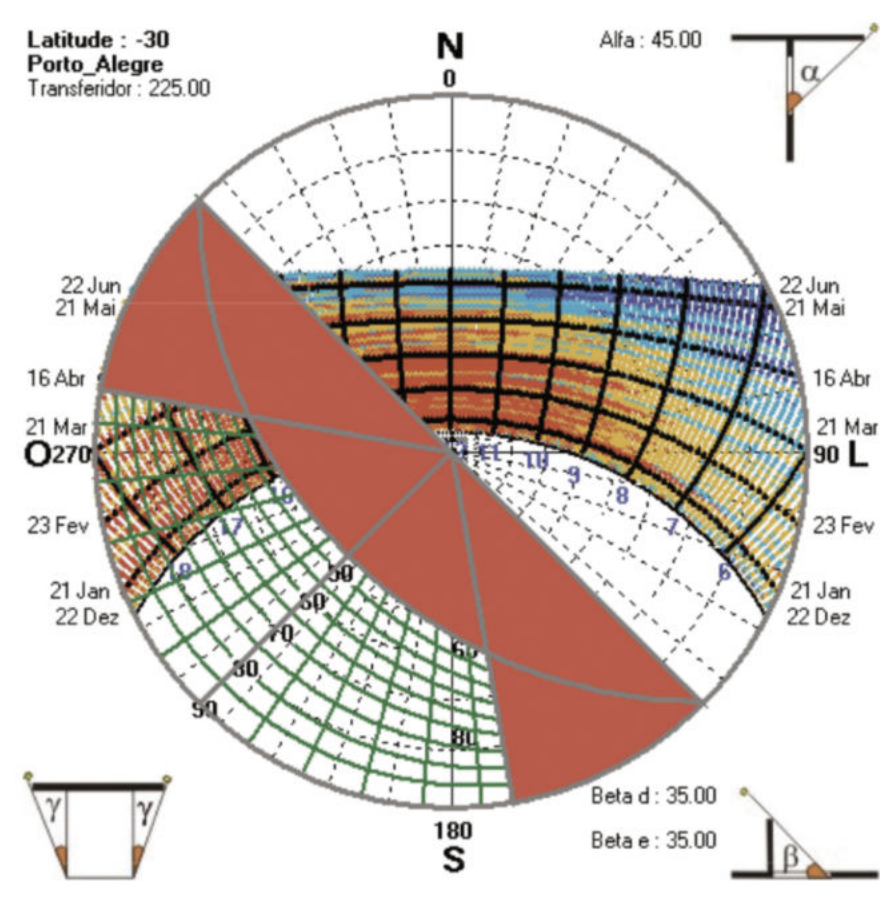 Latitude : -30
Porto_Alegre
Transferidor : 225.00
N
0
Alfa : 45.00
α
22 Jun
21 Mai
16 Abr
21 Mar
O 270
23 Fev
21 Jan
22 Dez
22 Jun
21 Mai
16 Abr
21 Mar
90 L
23 Fev
21 Jan
22 Dez
11
10
9
8
7
6
16
17
18
50
60
70
80
90
60
80
γ
γ
180
S
Beta d : 35.00
Beta e : 35.00
β